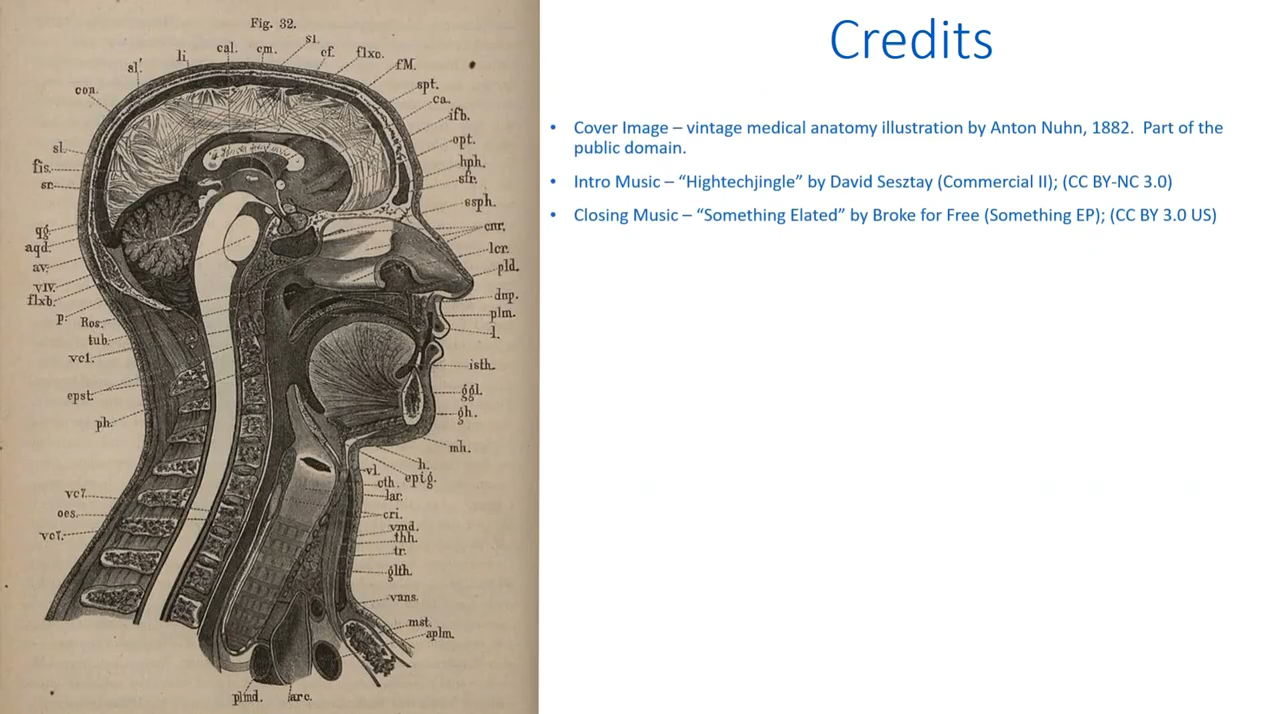 Fig. 32.
sl.
cal.
cm.
cf.
li
flxc.
sl'
fM.
con.
spt.
ca.
ifb.
opt.
sl.
hph.
fis.
sfr.
sr.
ssph.
cnr.
qg.
aqd.
lcr.
av.
pld.
vIV.
flxb.
dnp.
p.
plm.
Ros.
l.
tub.
vc1.
isth.
epst.
ggl.
gh.
ph.
mh.
h.
vl.
epig.
cth.
vc7.
lar.
oes.
cri.
vmd.
vc7.
thh.
tr.
glth.
vans.
mst.
aplm.
arc.
Credits
• Cover Image – vintage medical anatomy illustration by Anton Nuhn, 1882.  Part of the
public domain.
• Intro Music – “Hightechjingle” by David Sesztay (Commercial II); (CC BY-NC 3.0)
• Closing Music – “Something Elated” by Broke for Free (Something EP); (CC BY 3.0 US)